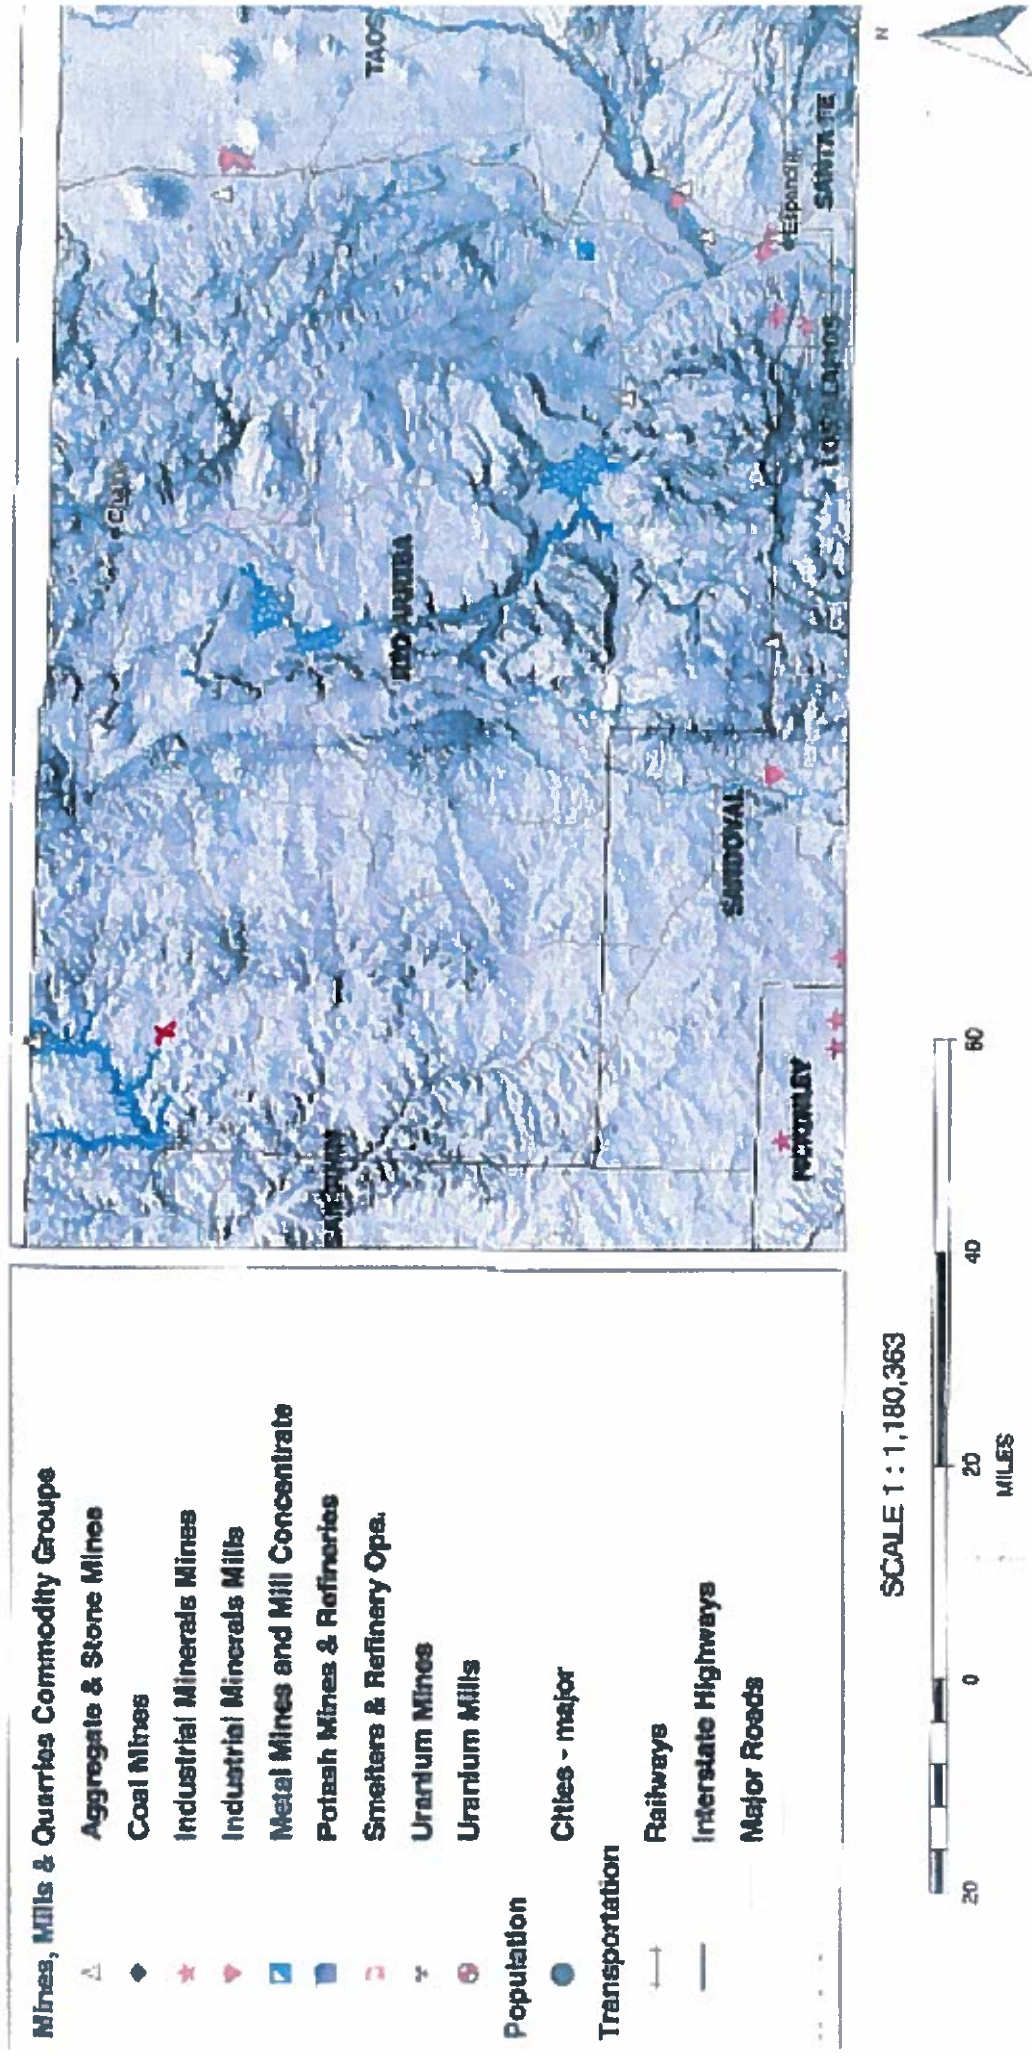 Mines, Mills & Quarries Commodity Groups
Aggregate & Stone Mines
Coal Mines
Industrial Minerals Mines
Industrial Minerals Mills
Metal Mines and Mill Concentrate
Potash Mines & Refineries
Smelters & Refinery Ops.
Uranium Mines
Uranium Mills
Population
Cities - major
Transportation
Railways
Interstate Highways
Major Roads
TAOS
Chama
RIO ARRIBA
SAN JUAN
Espanola
SANTA FE
LOS ALAMOS
SANDOVAL
MCKINLEY
N
SCALE 1 : 1,180,363
20
0
20
40
60
MILES